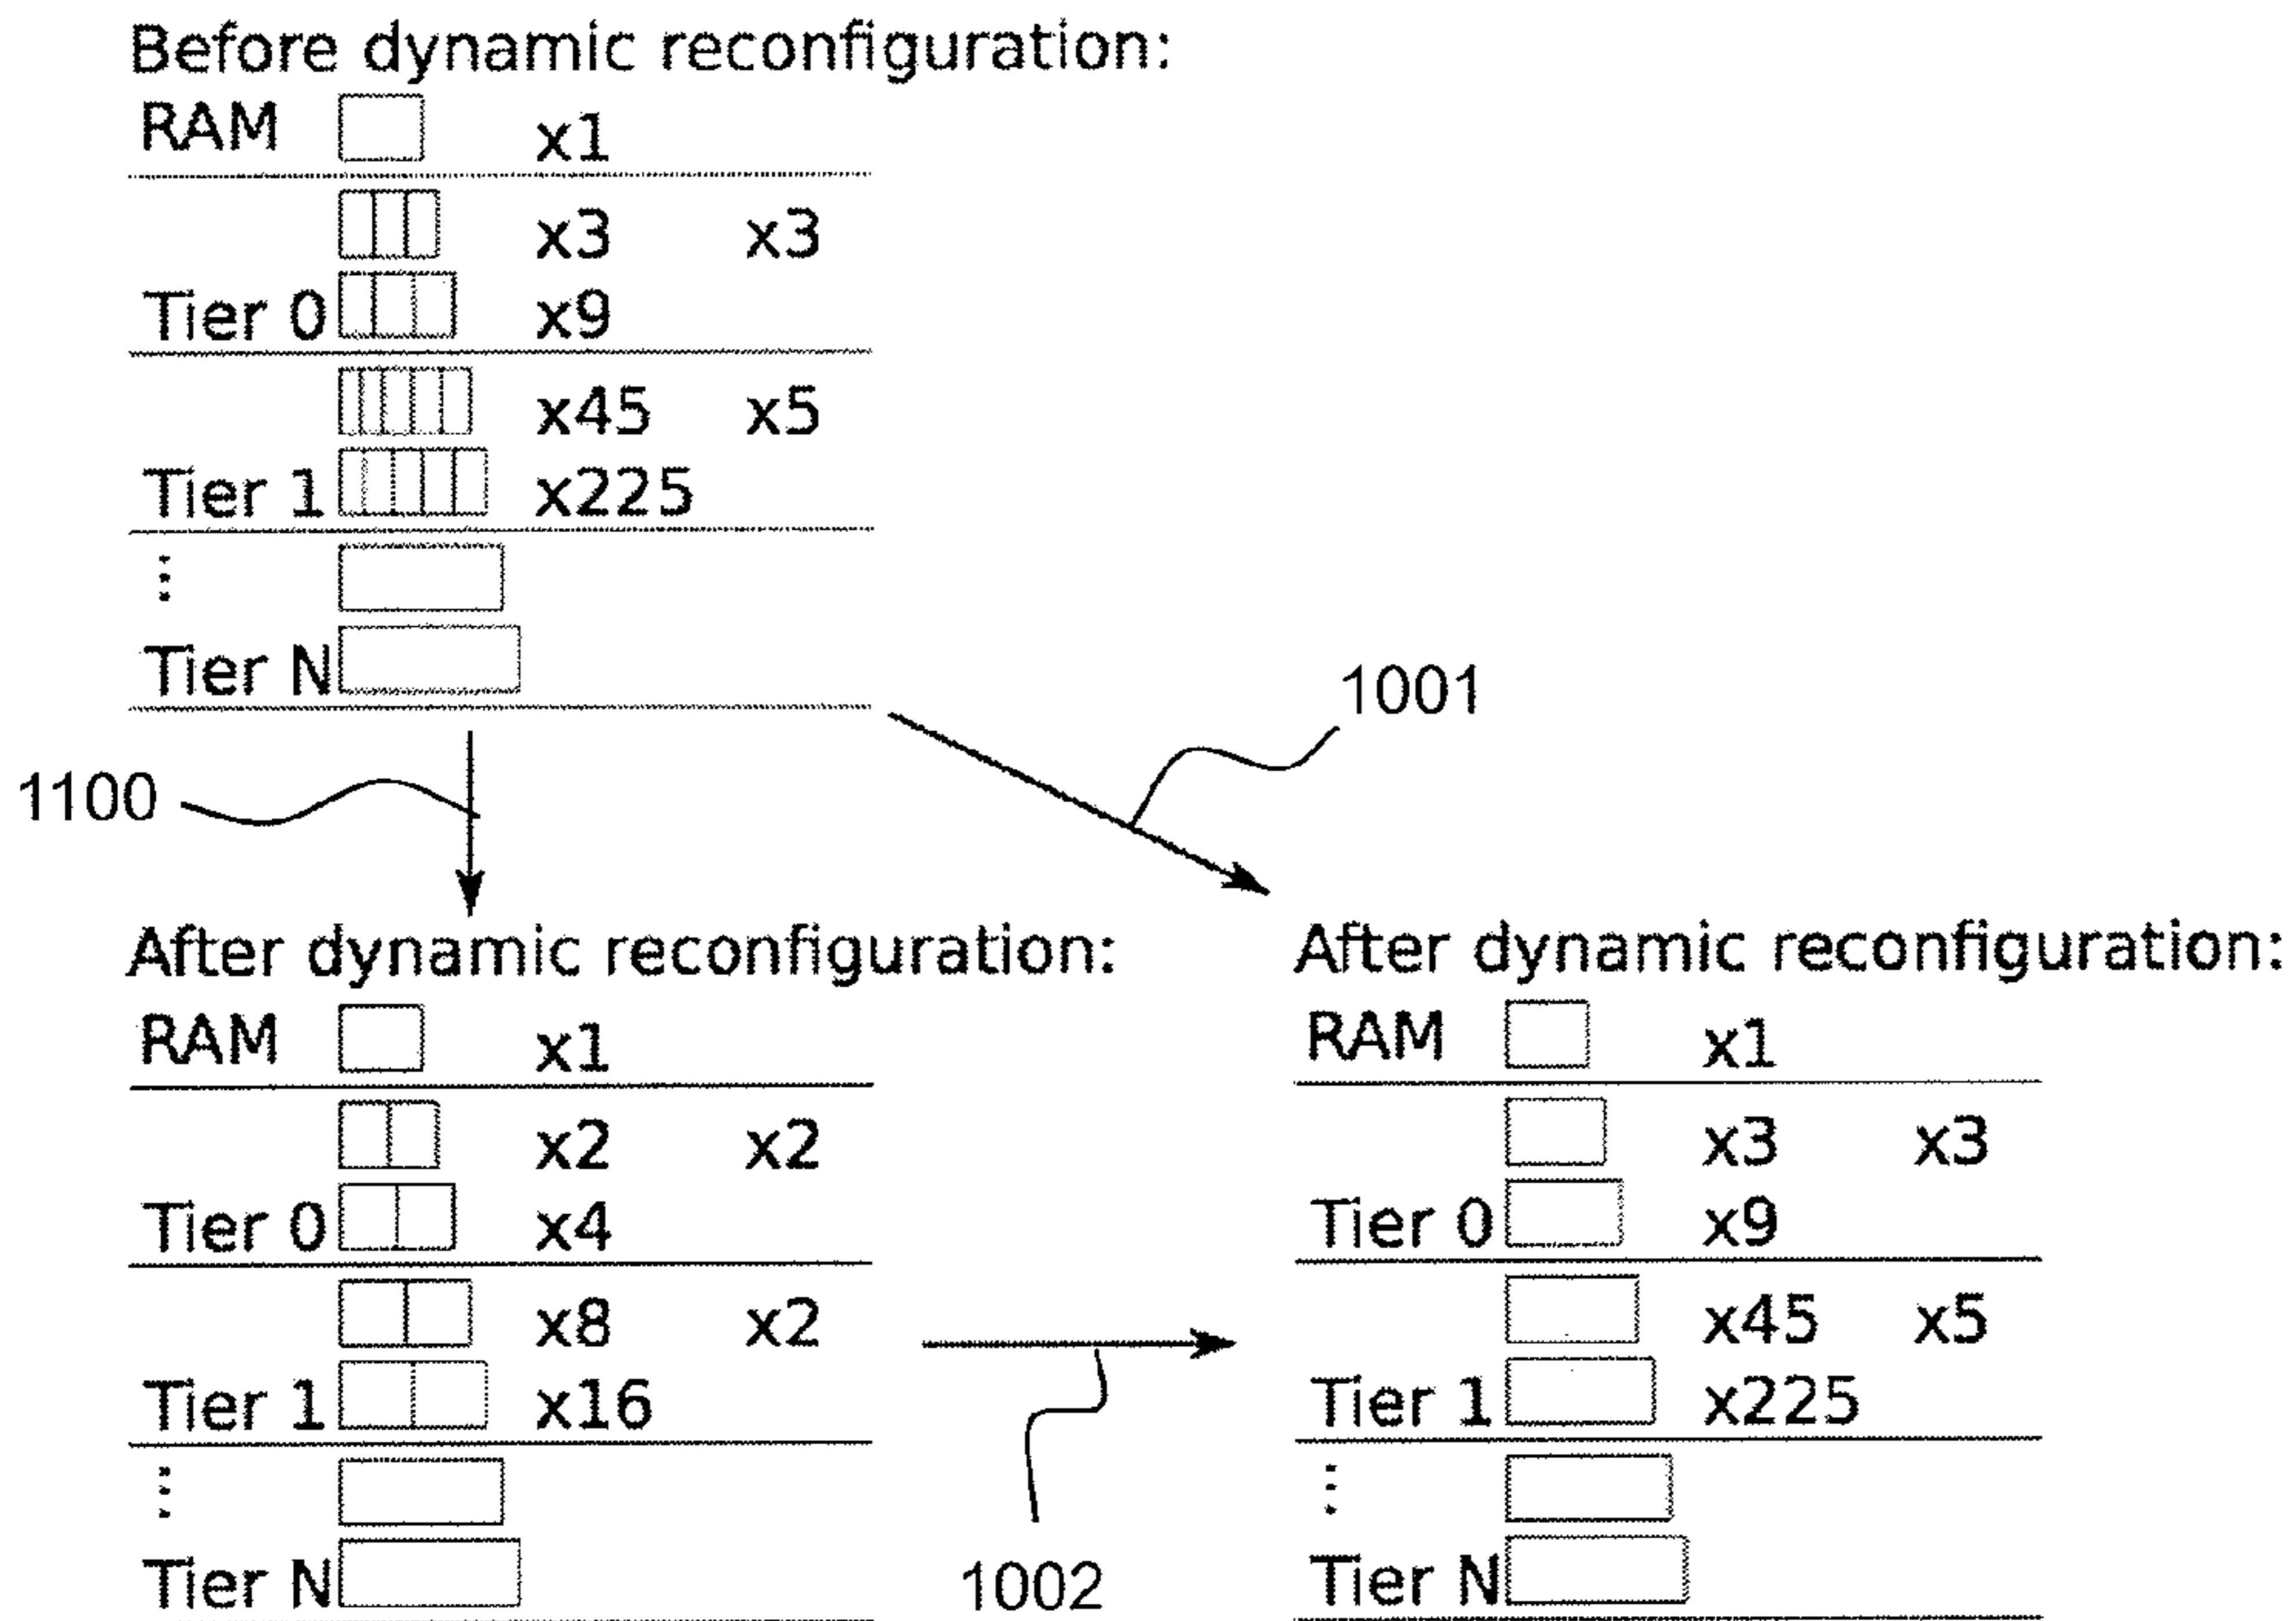 Before dynamic reconfiguration:
RAM x1
x3 x3
Tier 0 x9
x45 x5
Tier 1 x225
⋮
Tier N
1001
1100
After dynamic reconfiguration:
RAM x1
x2 x2
Tier 0 x4
x8 x2
Tier 1 x16
⋮
Tier N
1002
After dynamic reconfiguration:
RAM x1
x3 x3
Tier 0 x9
x45 x5
Tier 1 x225
⋮
Tier N